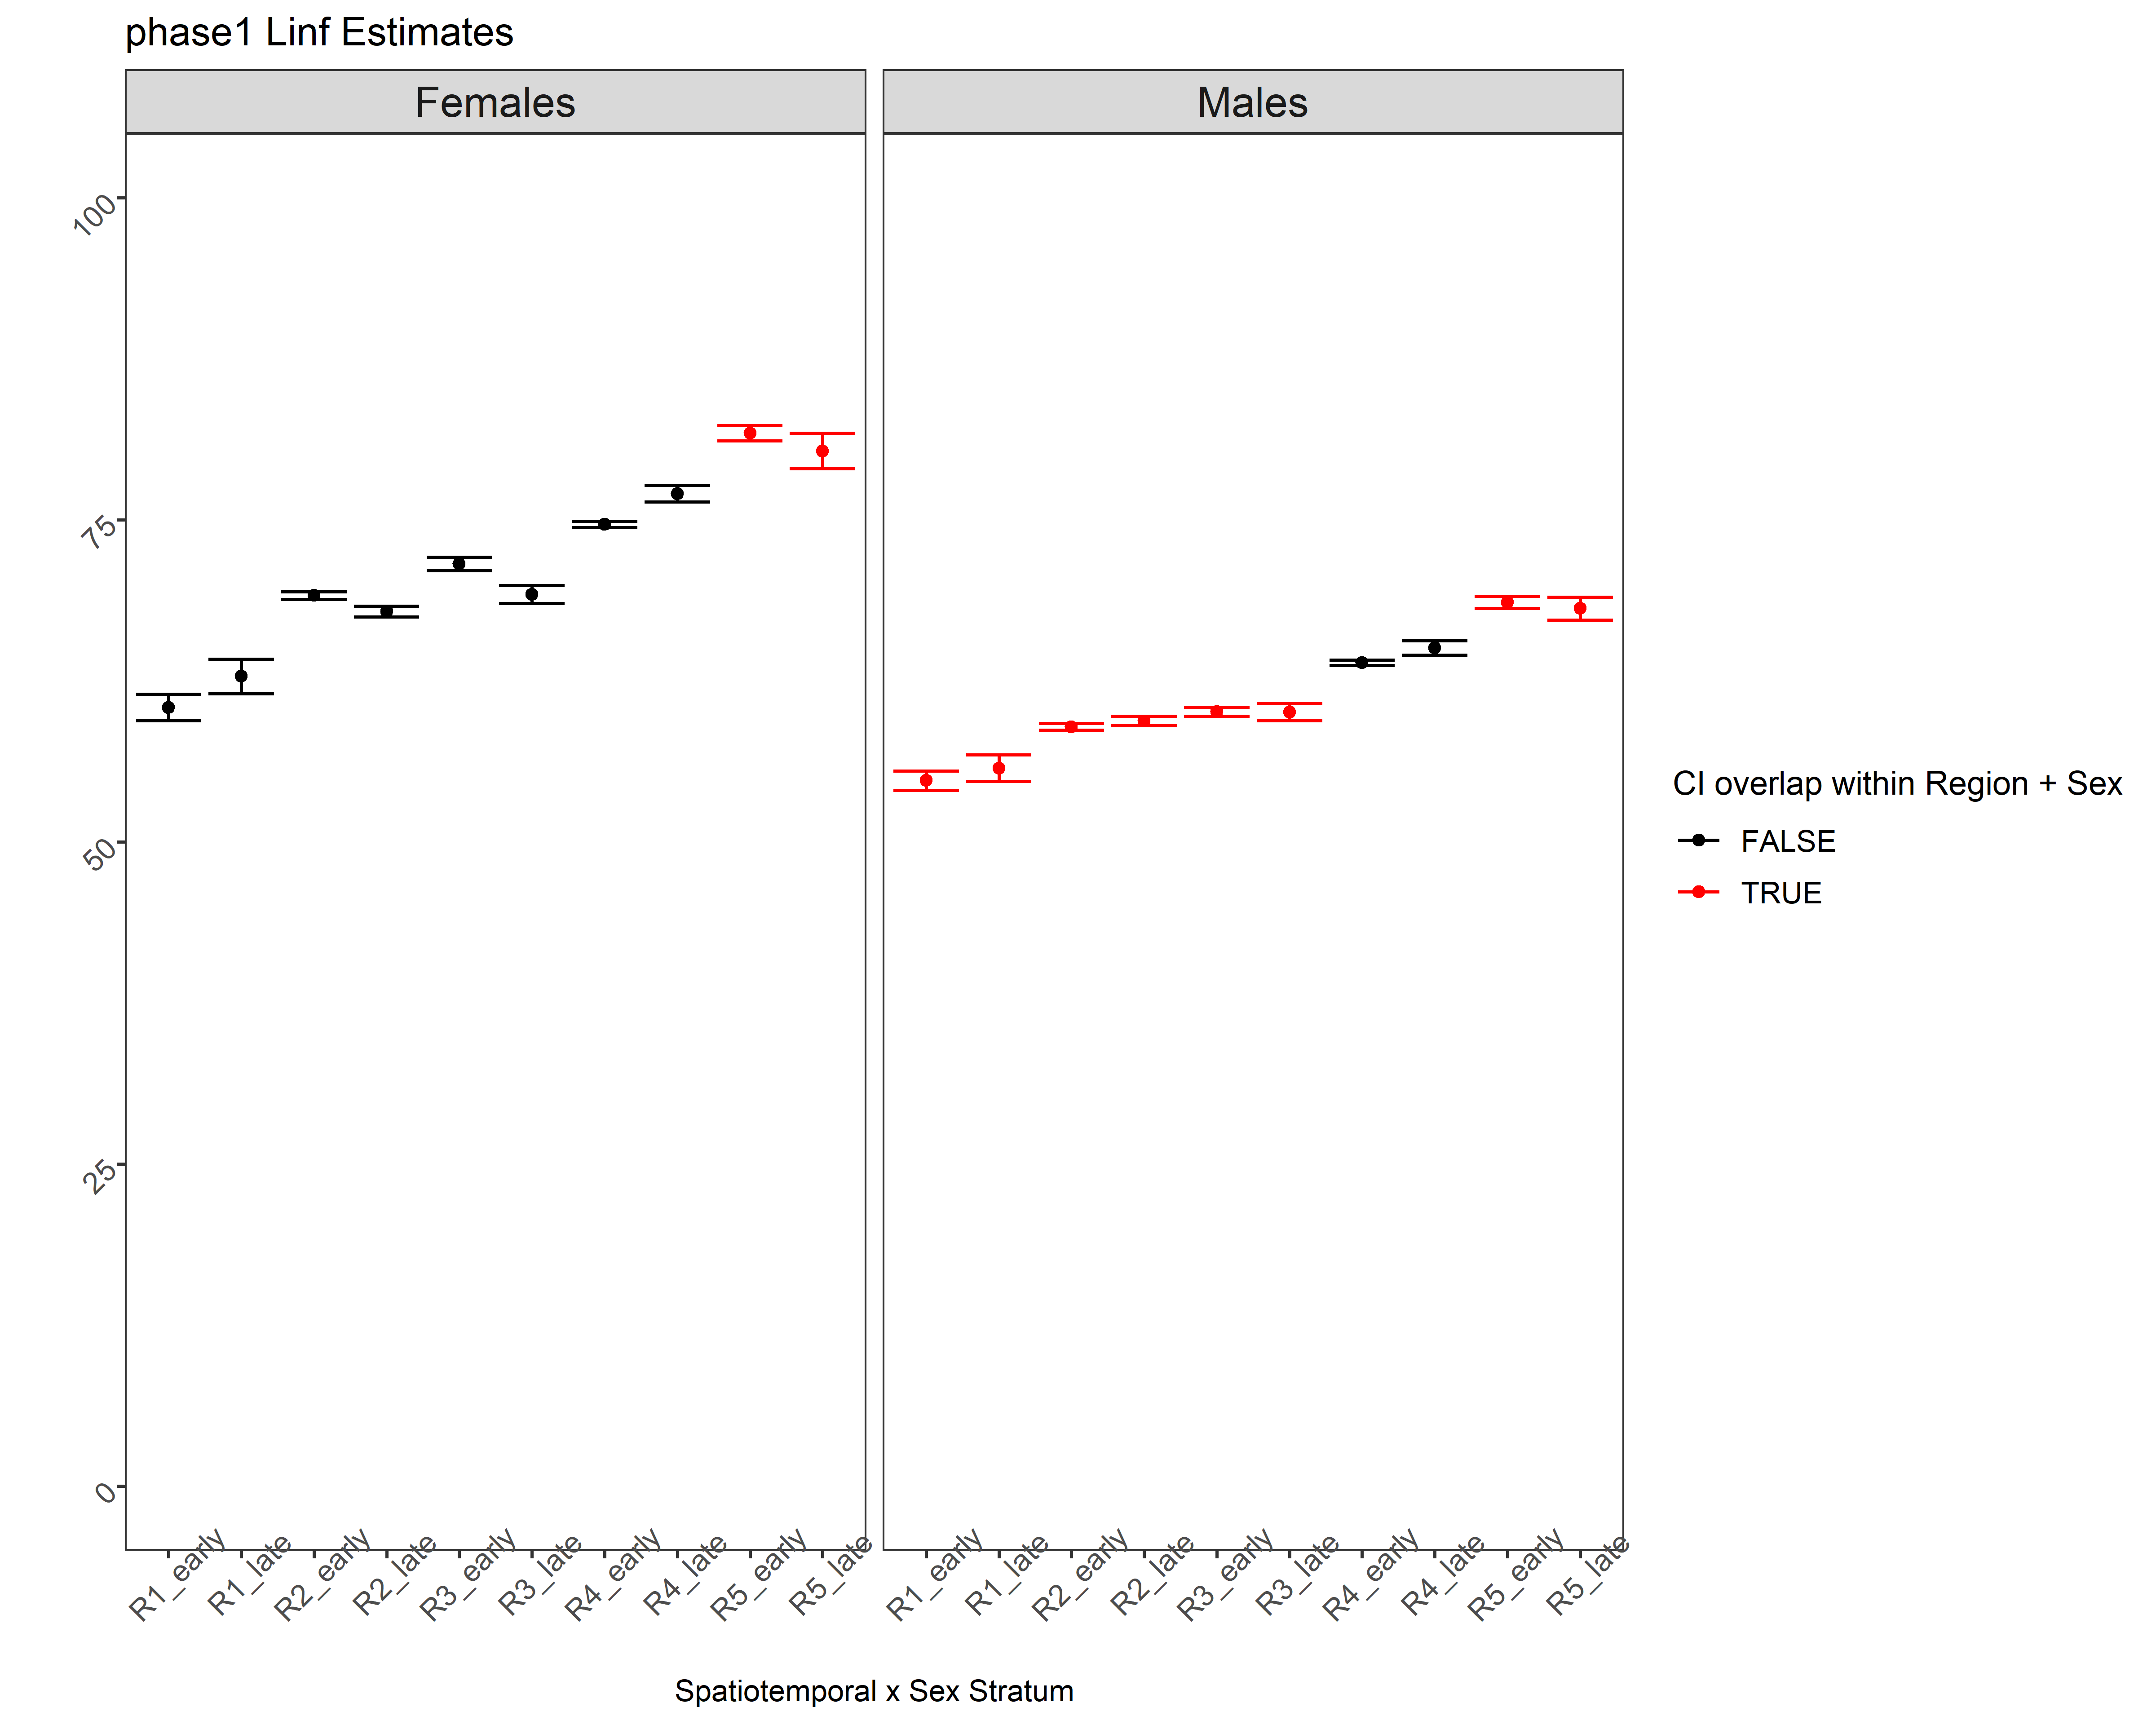 phase1 Linf Estimates
Females
Males
100
75
50
25
0
R1_early
R1_late
R2_early
R2_late
R3_early
R3_late
R4_early
R4_late
R5_early
R5_late
R1_early
R1_late
R2_early
R2_late
R3_early
R3_late
R4_early
R4_late
R5_early
R5_late
Spatiotemporal x Sex Stratum
CI overlap within Region + Sex
FALSE
TRUE